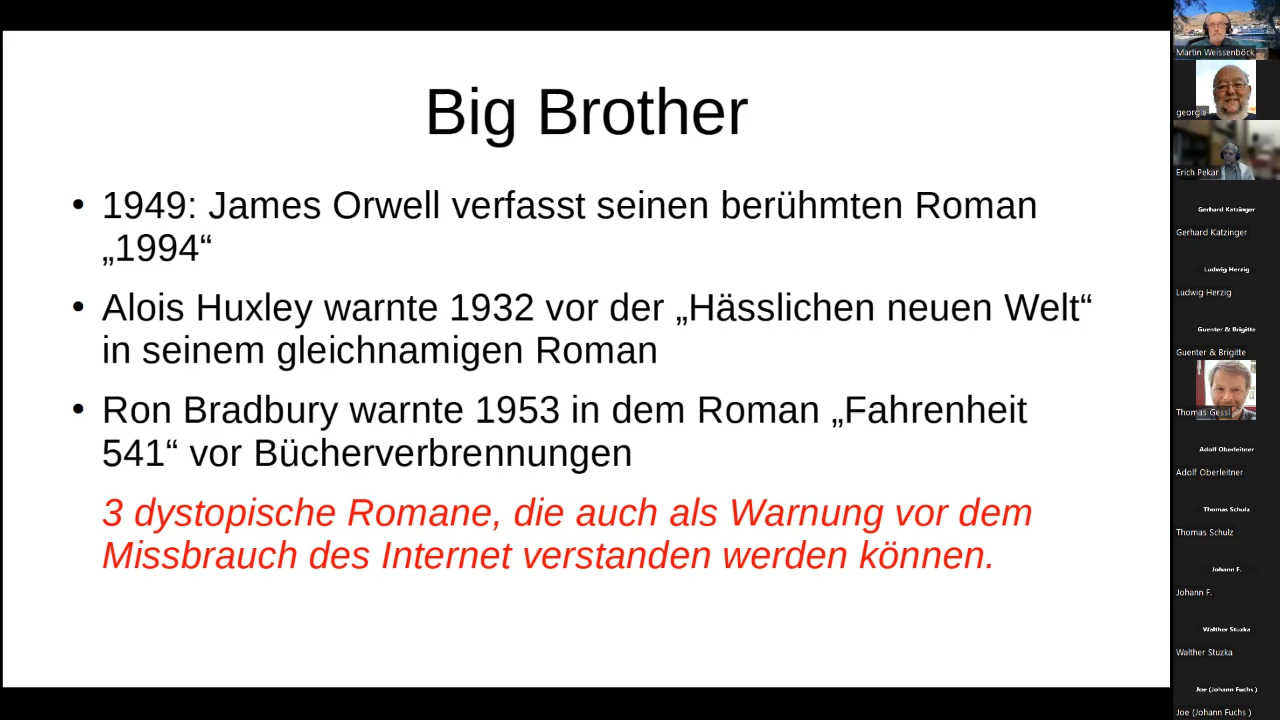 Big Brother
• 1949: James Orwell verfasst seinen berühmten Roman
„1994“
• Alois Huxley warnte 1932 vor der „Hässlichen neuen Welt“
in seinem gleichnamigen Roman
• Ron Bradbury warnte 1953 in dem Roman „Fahrenheit
541“ vor Bücherverbrennungen
3 dystopische Romane, die auch als Warnung vor dem
Missbrauch des Internet verstanden werden können.
Martin Weissenböck
georgie
Erich Pekar
Gerhard Katzinger
Gerhard Katzinger
Ludwig Herzig
Ludwig Herzig
Guenter & Brigitte
Guenter & Brigitte
Thomas Gessl
Adolf Oberleitner
Adolf Oberleitner
Thomas Schulz
Thomas Schulz
Johann F.
Johann F.
Walther Stuzka
Walther Stuzka
Joe (Johann Fuchs )
Joe (Johann Fuchs )